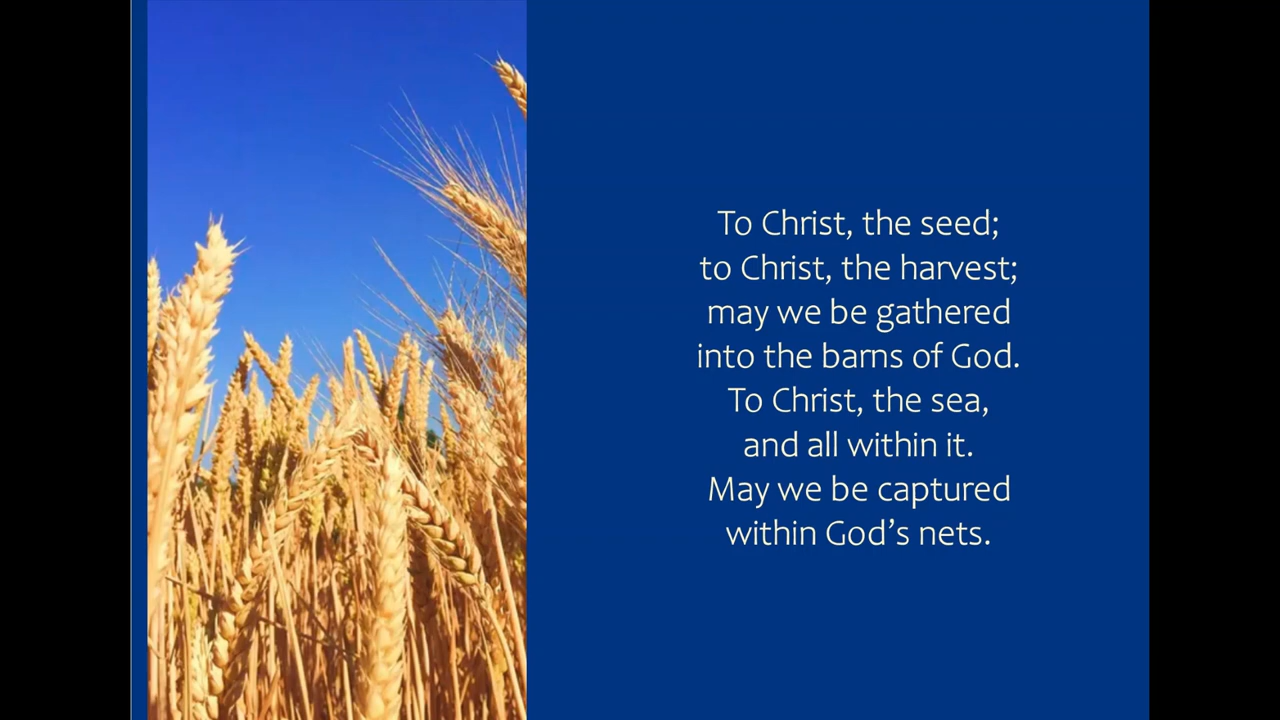 To Christ, the seed;
to Christ, the harvest;
may we be gathered
into the barns of God.
To Christ, the sea,
and all within it.
May we be captured
within God’s nets.